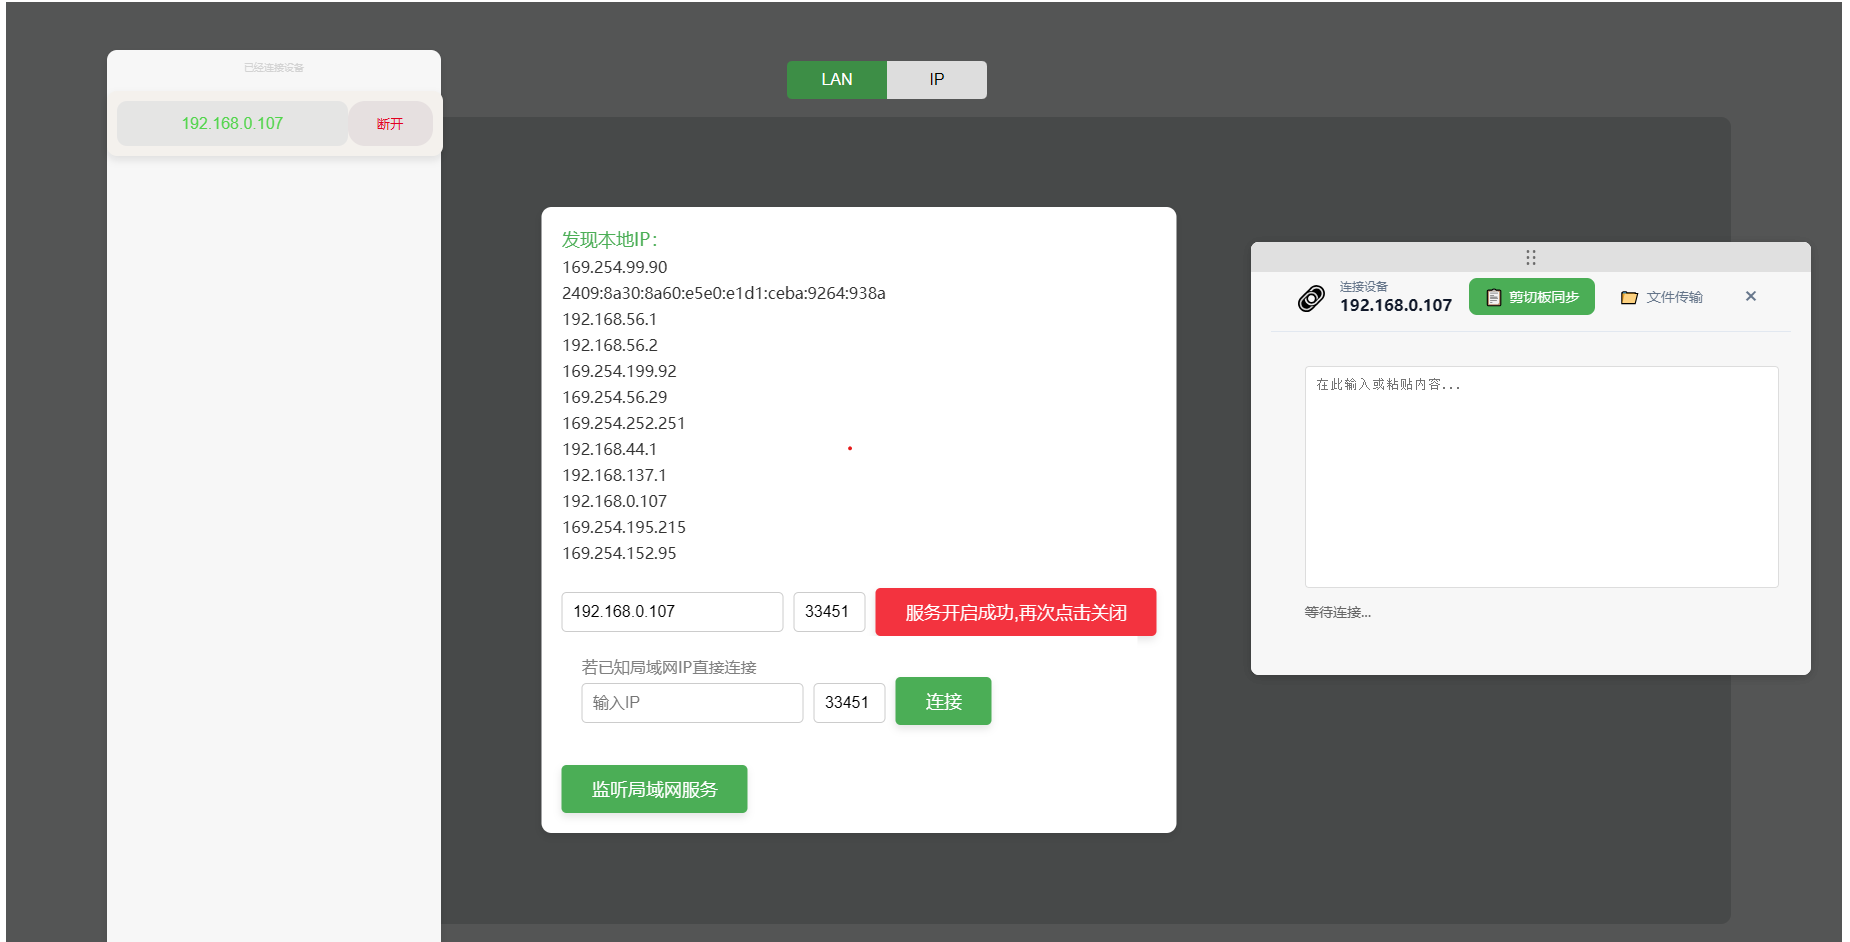 已经连接设备
192.168.0.107 断开
LAN IP
发现本地IP:
169.254.99.90
2409:8a30:8a60:e5e0:e1d1:ceba:9264:938a
192.168.56.1
192.168.56.2
169.254.199.92
169.254.56.29
169.254.252.251
192.168.44.1
192.168.137.1
192.168.0.107
169.254.195.215
169.254.152.95
192.168.0.107 33451 服务开启成功,再次点击关闭
若已知局域网IP直接连接
输入IP 33451 连接
监听局域网服务
连接设备
192.168.0.107 剪切板同步 文件传输 ×
在此输入或粘贴内容...
等待连接...